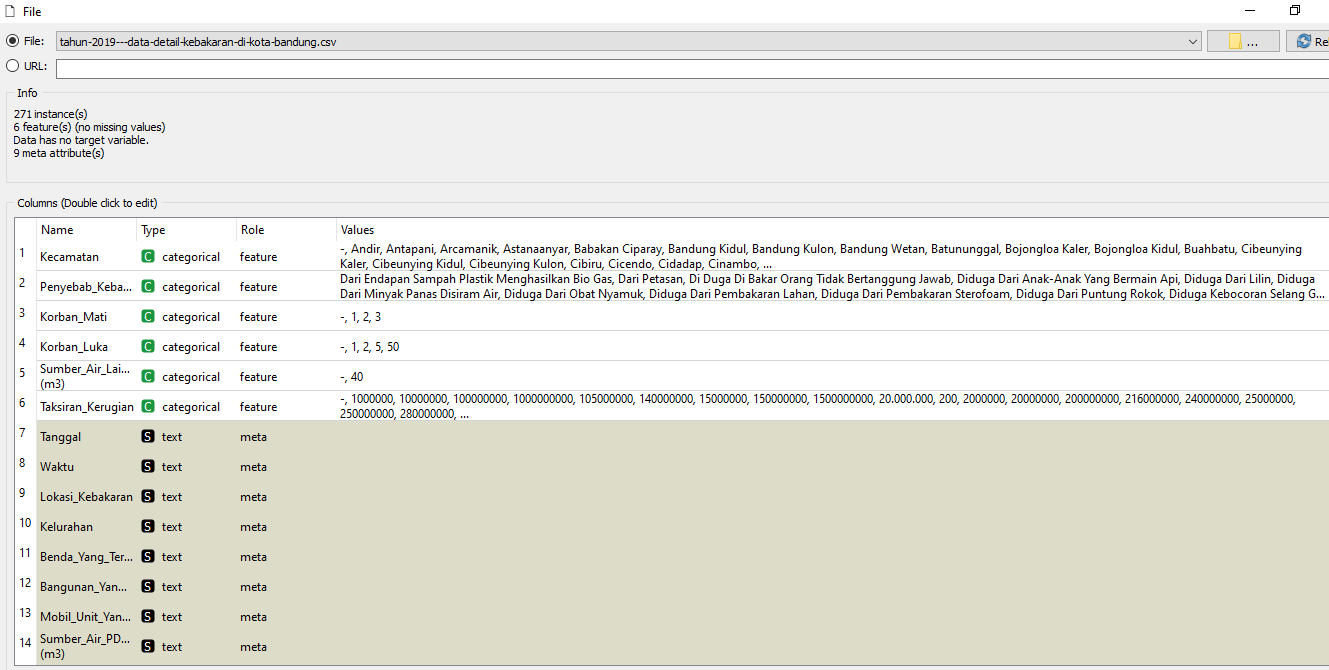 File
File:
tahun-2019---data-detail-kebakaran-di-kota-bandung.csv
...
Re
URL:
Info
271 instance(s)
6 feature(s) (no missing values)
Data has no target variable.
9 meta attribute(s)
Columns (Double click to edit)
Name Type Role Values
1 Kecamatan C categorical feature -, Andir, Antapani, Arcamanik, Astanaanyar, Babakan Ciparay, Bandung Kidul, Bandung Kulon, Bandung Wetan, Batununggal, Bojongloa Kaler, Bojongloa Kidul, Buahbatu, Cibeunying
Kaler, Cibeunying Kidul, Cibeunying Kulon, Cibiru, Cicendo, Cidadap, Cinambo, ...
2 Penyebab_Keba... C categorical feature Dari Endapan Sampah Plastik Menghasilkan Bio Gas, Dari Petasan, Di Duga Di Bakar Orang Tidak Bertanggung Jawab, Diduga Dari Anak-Anak Yang Bermain Api, Diduga Dari Lilin, Diduga
Dari Minyak Panas Disiram Air, Diduga Dari Obat Nyamuk, Diduga Dari Pembakaran Lahan, Diduga Dari Pembakaran Sterofoam, Diduga Dari Puntung Rokok, Diduga Kebocoran Selang G...
3 Korban_Mati C categorical feature -, 1, 2, 3
4 Korban_Luka C categorical feature -, 1, 2, 5, 50
5 Sumber_Air_Lai...
(m3) C categorical feature -, 40
6 Taksiran_Kerugian C categorical feature -, 1000000, 10000000, 100000000, 1000000000, 105000000, 140000000, 15000000, 150000000, 1500000000, 20.000.000, 200, 2000000, 20000000, 200000000, 216000000, 240000000, 25000000,
250000000, 280000000, ...
7 Tanggal S text meta
8 Waktu S text meta
9 Lokasi_Kebakaran S text meta
10 Kelurahan S text meta
11 Benda_Yang_Ter... S text meta
12 Bangunan_Yan... S text meta
13 Mobil_Unit_Yan... S text meta
14 Sumber_Air_PD...
(m3) S text meta